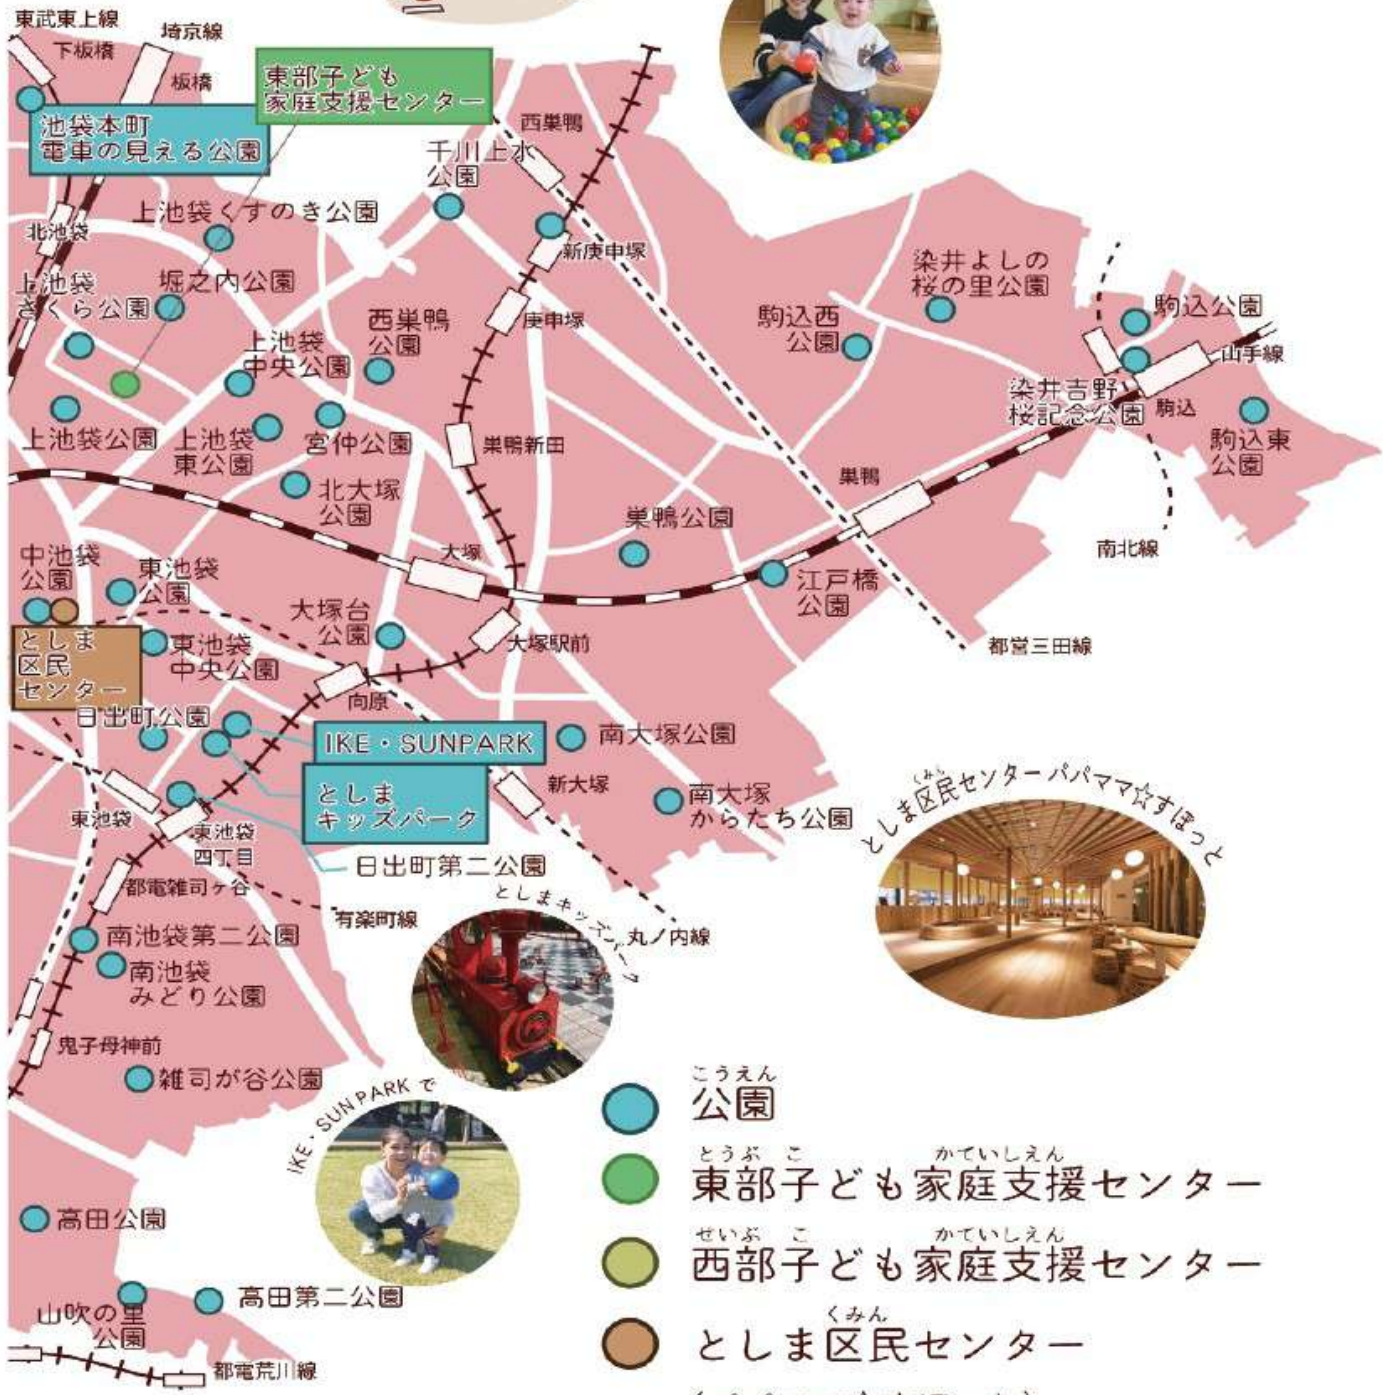 東武東上線
下板橋
埼京線
板橋
東部子ども
家庭支援センター
池袋本町
電車の見える公園
西巣鴨
千川上水
公園
上池袋くすのき公園
北池袋
新庚申塚
上池袋
さくら公園
堀之内公園
庚申塚
西巣鴨
公園
上池袋
中央公園
染井よしの
桜の里公園
駒込西
公園
駒込公園
山手線
染井吉野
桜記念公園
駒込
駒込東
公園
上池袋公園
上池袋
東公園
宮仲公園
巣鴨新田
北大塚
公園
巣鴨
巣鴨公園
南北線
中池袋
公園
東池袋
公園
大塚
江戸橋
公園
大塚台
公園
大塚駅前
都営三田線
としま
区民
センター
東池袋
中央公園
向原
日出町公園
IKE・SUNPARK
南大塚公園
としま
キッズパーク
新大塚
南大塚
からたち公園
東池袋
東池袋
四丁目
日出町第二公園
都電雑司ヶ谷
有楽町線
丸ノ内線
としまキッズパーク
くみん
としま区民センター パパママ☆すぽっと
南池袋第二公園
南池袋
みどり公園
鬼子母神前
雑司が谷公園
IKE・SUNPARKで
高田公園
山吹の里
公園
高田第二公園
都電荒川線
こうえん
公園
とうぶ こ かていしえん
東部子ども家庭支援センター
せいぶ こ かていしえん
西部子ども家庭支援センター
くみん
としま区民センター